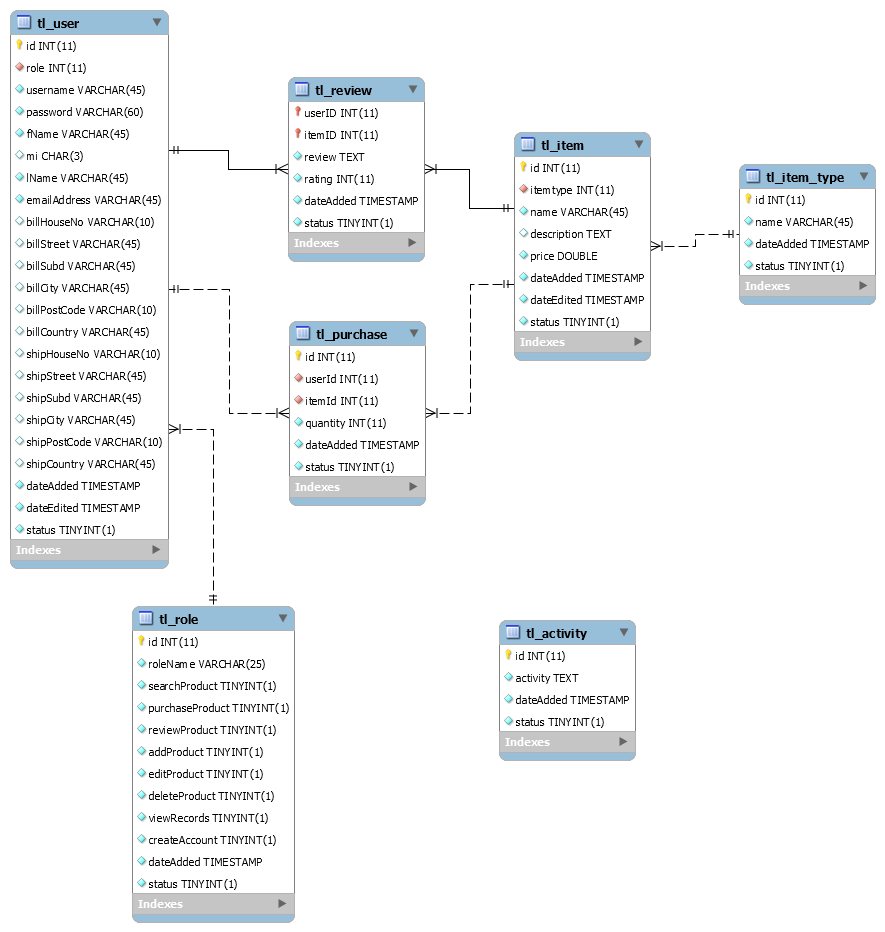 tl_user
id INT(11)
role INT(11)
username VARCHAR(45)
password VARCHAR(60)
fName VARCHAR(45)
mi CHAR(3)
lName VARCHAR(45)
emailAddress VARCHAR(45)
billHouseNo VARCHAR(10)
billStreet VARCHAR(45)
billSubd VARCHAR(45)
billCity VARCHAR(45)
billPostCode VARCHAR(10)
billCountry VARCHAR(45)
shipHouseNo VARCHAR(10)
shipStreet VARCHAR(45)
shipSubd VARCHAR(45)
shipCity VARCHAR(45)
shipPostCode VARCHAR(10)
shipCountry VARCHAR(45)
dateAdded TIMESTAMP
dateEdited TIMESTAMP
status TINYINT(1)
Indexes
tl_review
userID INT(11)
itemID INT(11)
review TEXT
rating INT(11)
dateAdded TIMESTAMP
status TINYINT(1)
Indexes
tl_purchase
id INT(11)
userId INT(11)
itemId INT(11)
quantity INT(11)
dateAdded TIMESTAMP
status TINYINT(1)
Indexes
tl_item
id INT(11)
itemtype INT(11)
name VARCHAR(45)
description TEXT
price DOUBLE
dateAdded TIMESTAMP
dateEdited TIMESTAMP
status TINYINT(1)
Indexes
tl_item_type
id INT(11)
name VARCHAR(45)
dateAdded TIMESTAMP
status TINYINT(1)
Indexes
tl_role
id INT(11)
roleName VARCHAR(25)
searchProduct TINYINT(1)
purchaseProduct TINYINT(1)
reviewProduct TINYINT(1)
addProduct TINYINT(1)
editProduct TINYINT(1)
deleteProduct TINYINT(1)
viewRecords TINYINT(1)
createAccount TINYINT(1)
dateAdded TIMESTAMP
status TINYINT(1)
Indexes
tl_activity
id INT(11)
activity TEXT
dateAdded TIMESTAMP
status TINYINT(1)
Indexes